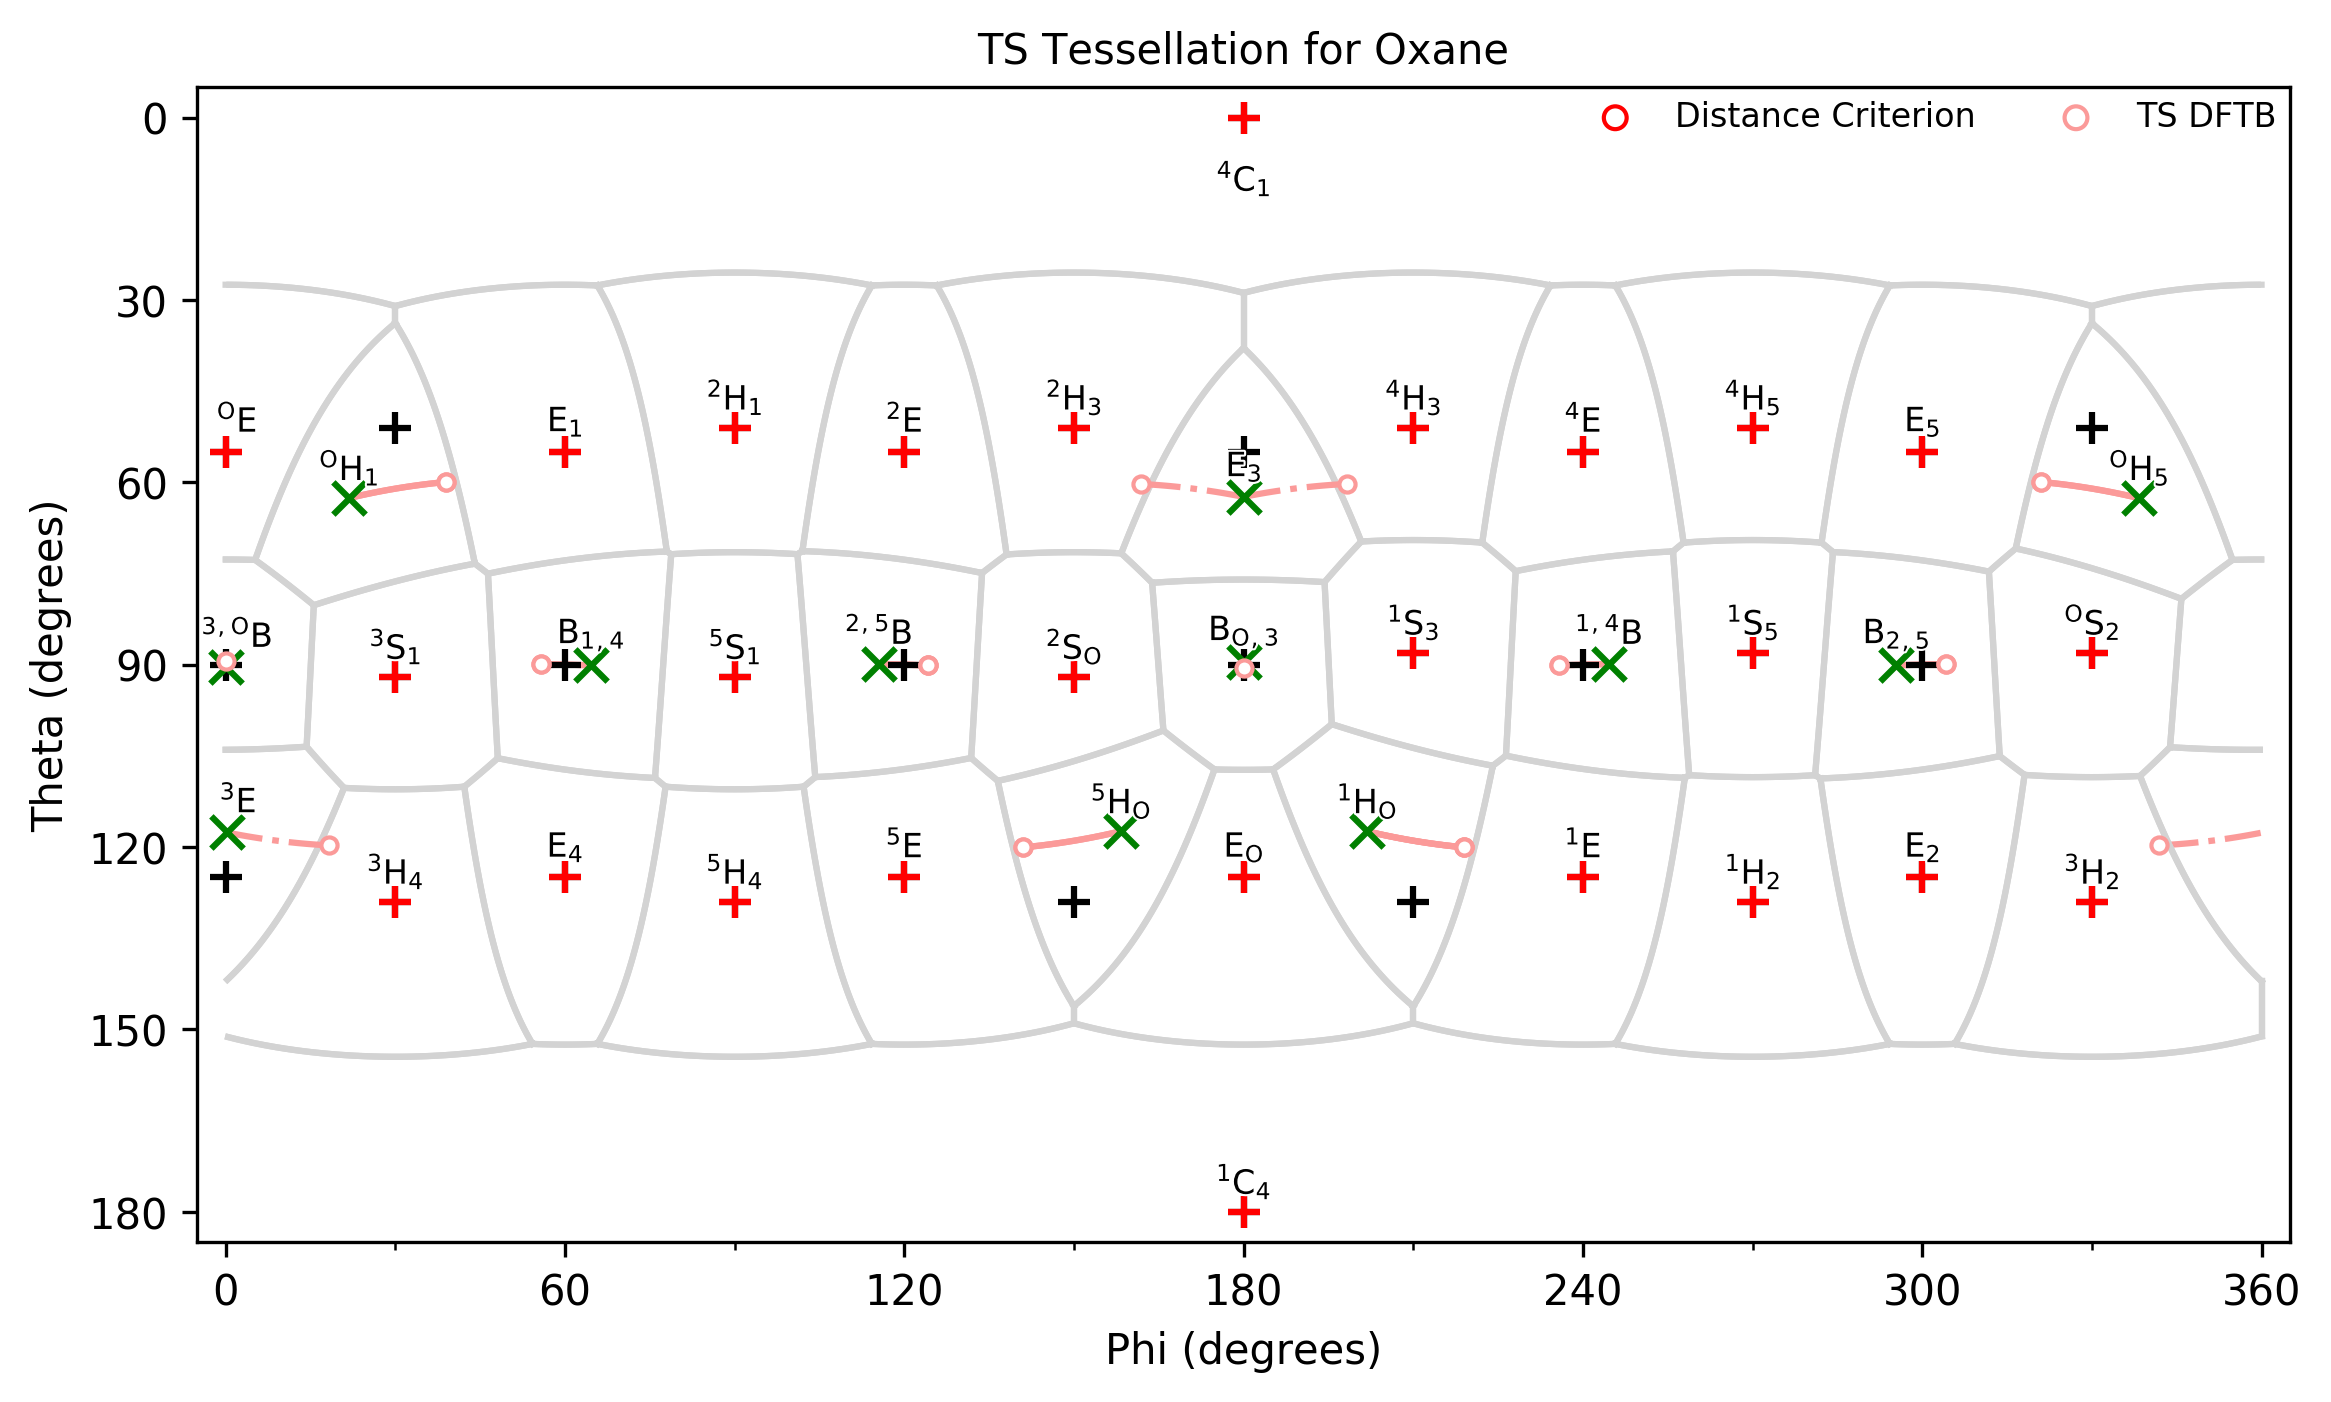 TS Tessellation for Oxane
Distance Criterion TS DFTB
⁴C₁
ᴼE ᴼH₁ E₁ ²H₁ ²E ²H₃ E₃ ⁴H₃ ⁴E ⁴H₅ E₅ ᴼH₅
³,ᴼB ³S₁ B₁,₄ ⁵S₁ ²,⁵B ²Sₒ Bₒ,₃ ¹S₃ ¹,⁴B ¹S₅ B₂,₅ ᴼS₂
³E ³H₄ E₄ ⁵H₄ ⁵E ⁵Hₒ Eₒ ¹Hₒ ¹E ¹H₂ E₂ ³H₂
¹C₄
0
30
60
90
120
150
180
Theta (degrees)
0 60 120 180 240 300 360
Phi (degrees)